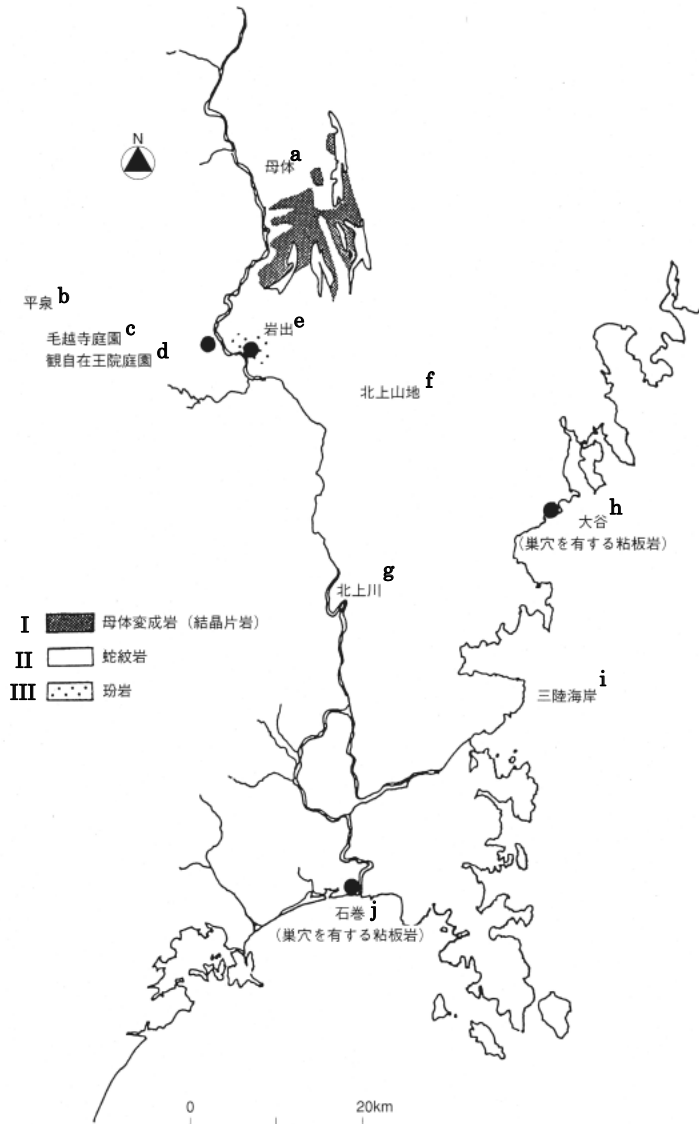 N
母体 a
平泉 b
毛越寺庭園 c
観自在王院庭園 d
岩出 e
北上山地 f
大谷 h
(巣穴を有する粘板岩)
北上川 g
I 母体変成岩（結晶片岩）
II 蛇紋岩
III 玢岩
三陸海岸 i
石巻 j
(巣穴を有する粘板岩)
0 20km